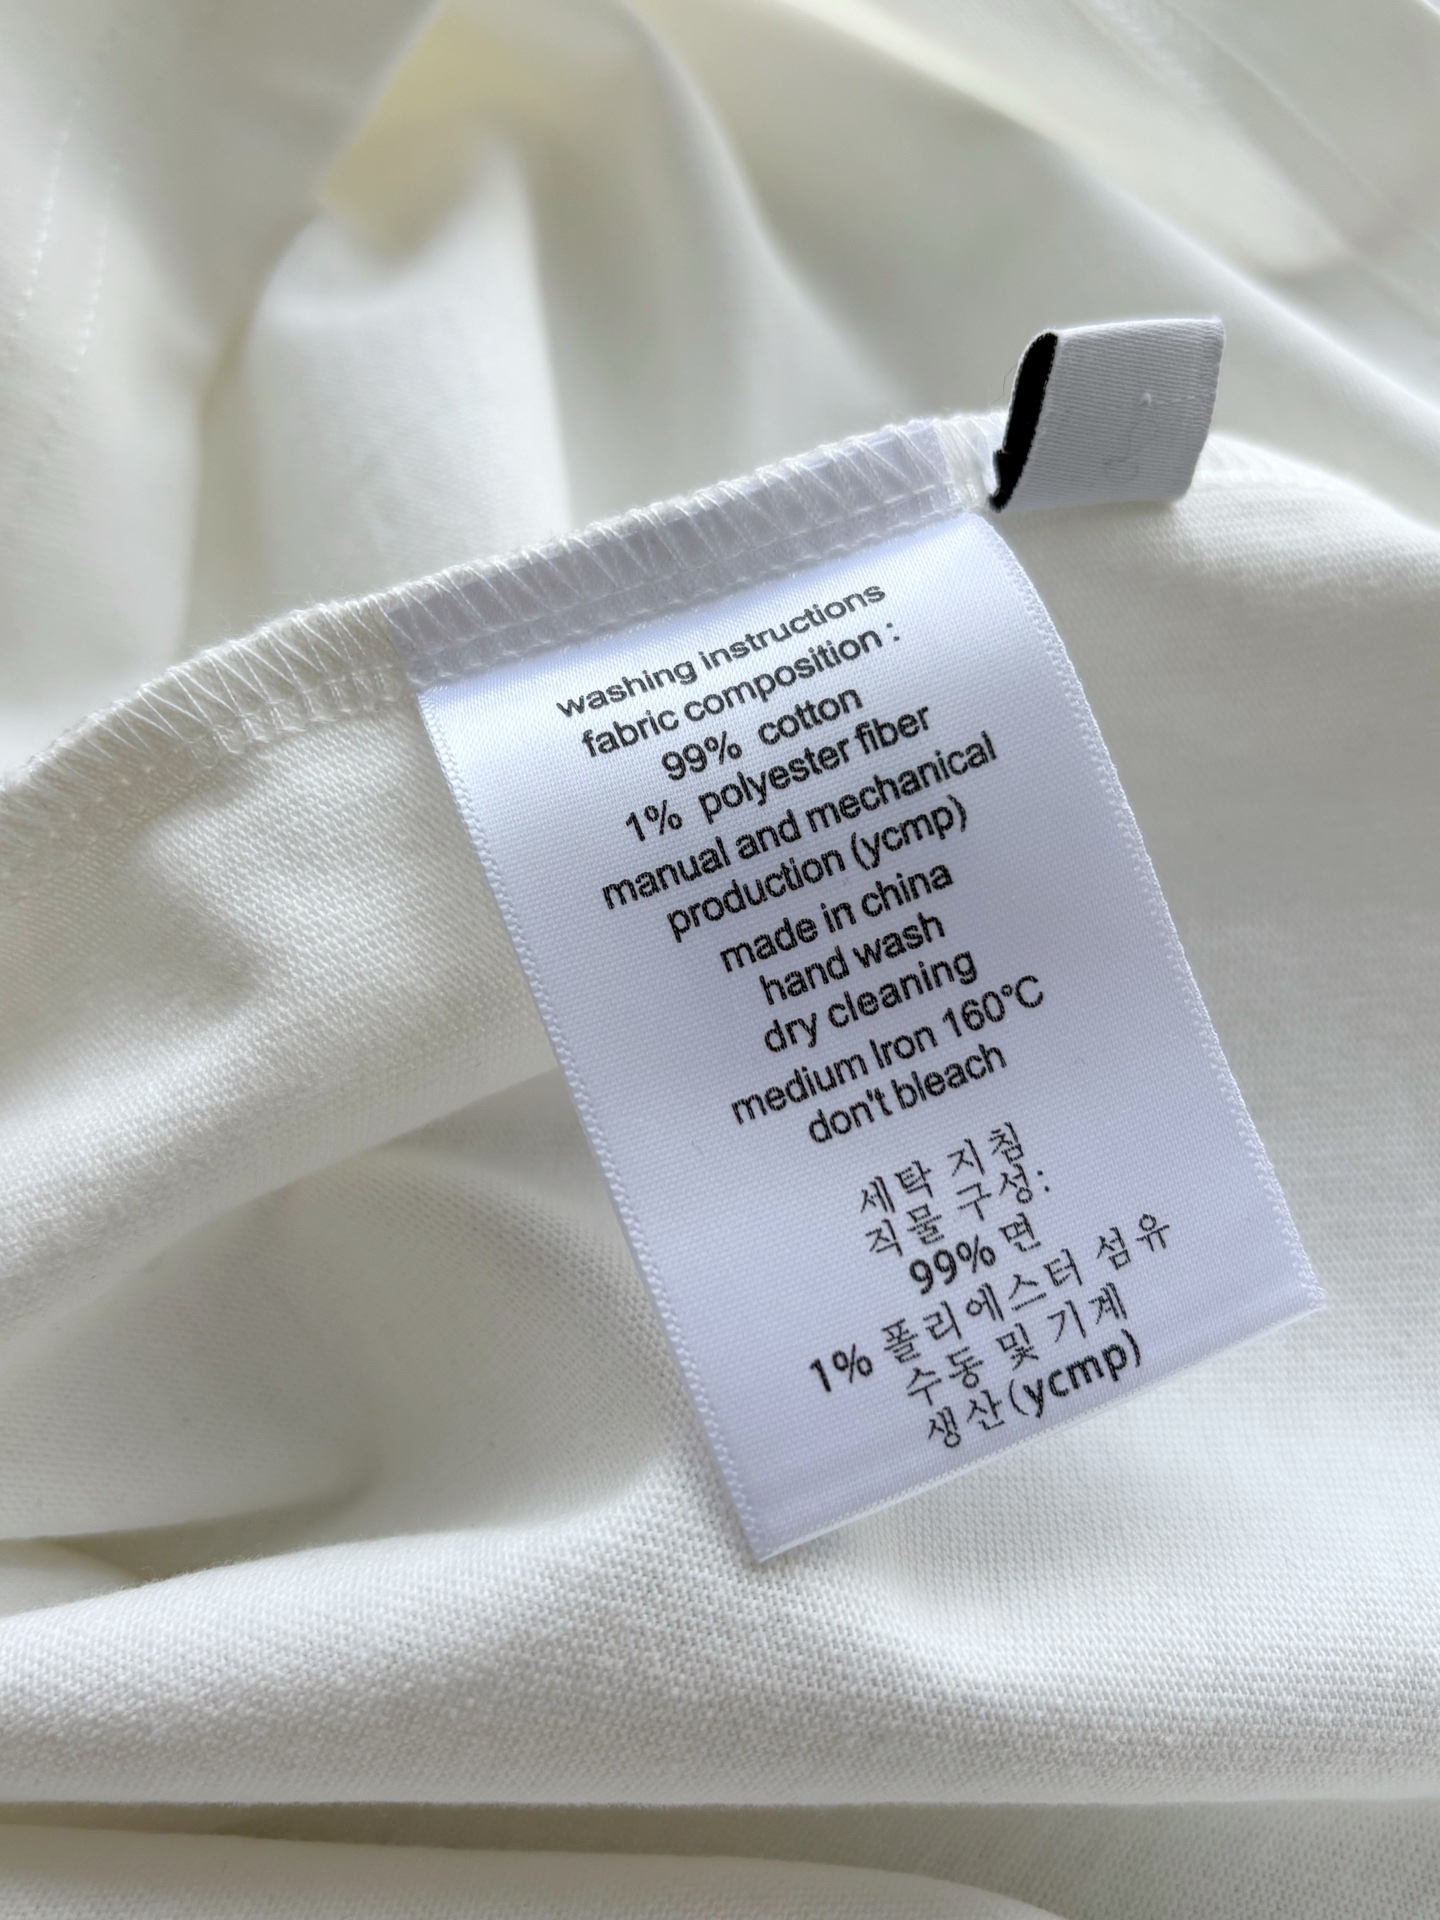 washing instructions
fabric composition :
99% cotton
1% polyester fiber
manual and mechanical
production (ycmp)
made in china
hand wash
dry cleaning
medium Iron 160°C
don't bleach
세탁 지침
직물 구성:
99% 면
1% 폴리에스터 섬유
수동 및 기계
생산(ycmp)